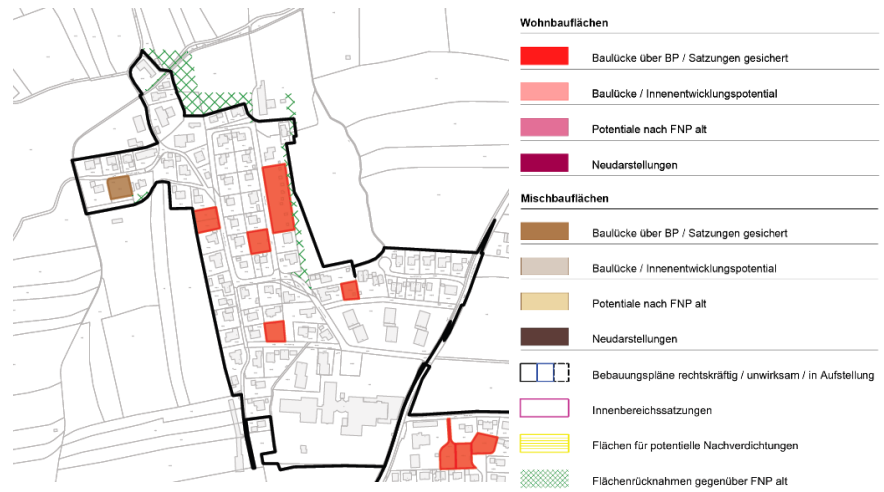 Wohnbauflächen
Baulücke über BP / Satzungen gesichert
Baulücke / Innenentwicklungspotential
Potentiale nach FNP alt
Neudarstellungen
Mischbauflächen
Baulücke über BP / Satzungen gesichert
Baulücke / Innenentwicklungspotential
Potentiale nach FNP alt
Neudarstellungen
Bebauungspläne rechtskräftig / unwirksam / in Aufstellung
Innenbereichssatzungen
Flächen für potentielle Nachverdichtungen
Flächenrücknahmen gegenüber FNP alt